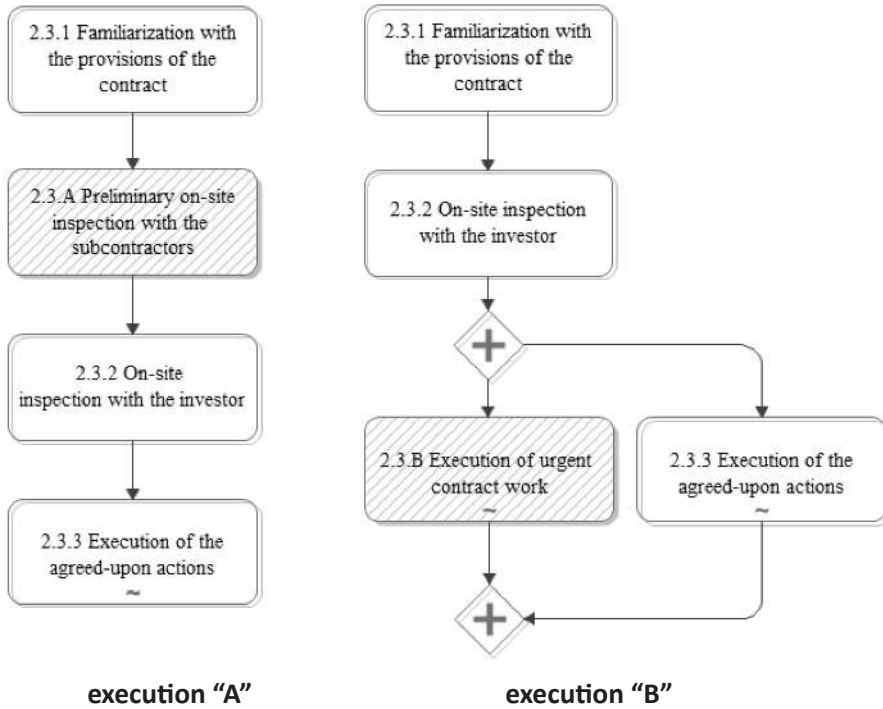 2.3.1 Familiarization with
the provisions of the
contract
2.3.A Preliminary on-site
inspection with the
subcontractors
2.3.2 On-site
inspection with the investor
2.3.3 Execution of the
agreed-upon actions
~
execution “A”
2.3.1 Familiarization with
the provisions of the
contract
2.3.2 On-site inspection
with the investor
2.3.B Execution of urgent
contract work
~
2.3.3 Execution of the
agreed-upon actions
~
execution “B”